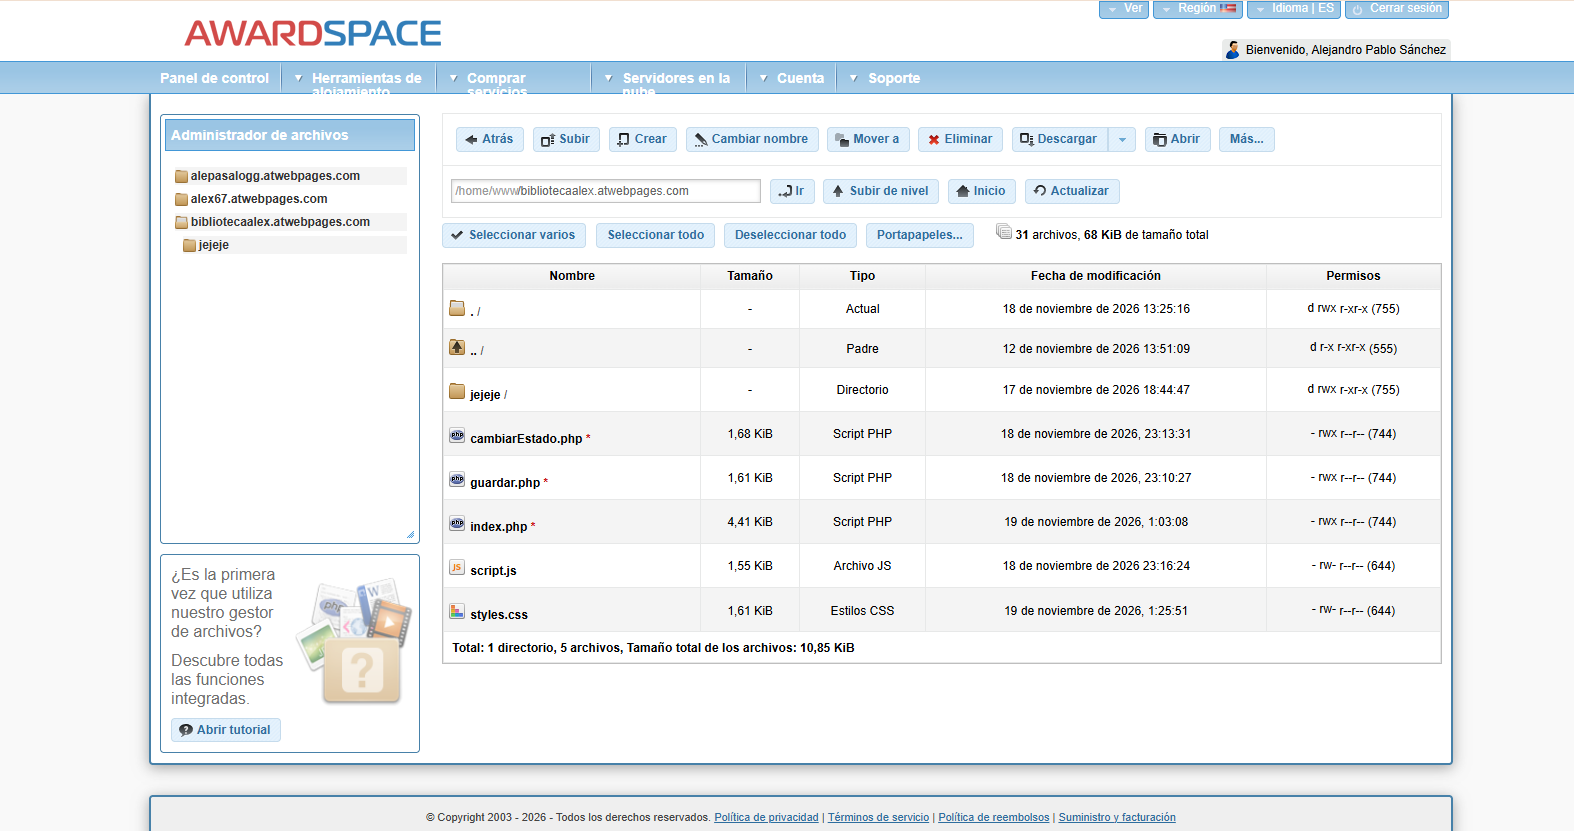 Ver
Región
Idioma | ES
Cerrar sesión
AWARDSPACE
Bienvenido, Alejandro Pablo Sánchez
Panel de control
Herramientas de alojamiento
Comprar servicios
Servidores en la nube
Cuenta
Soporte
Administrador de archivos
alepasalogg.atwebpages.com
alex67.atwebpages.com
bibliotecaalex.atwebpages.com
jejeje
¿Es la primera
vez que utiliza
nuestro gestor
de archivos?
Descubre todas
las funciones
integradas.
Abrir tutorial
Atrás Subir Crear Cambiar nombre Mover a Eliminar Descargar Abrir Más...
/home/www/bibliotecaalex.atwebpages.com Ir Subir de nivel Inicio Actualizar
Seleccionar varios Seleccionar todo Deseleccionar todo Portapapeles... 31 archivos, 68 KiB de tamaño total
Nombre Tamaño Tipo Fecha de modificación Permisos
. / - Actual 18 de noviembre de 2026 13:25:16 d rwx r-xr-x (755)
.. / - Padre 12 de noviembre de 2026 13:51:09 d r-x r-xr-x (555)
jejeje / - Directorio 17 de noviembre de 2026 18:44:47 d rwx r-xr-x (755)
cambiarEstado.php * 1,68 KiB Script PHP 18 de noviembre de 2026, 23:13:31 - rwx r--r-- (744)
guardar.php * 1,61 KiB Script PHP 18 de noviembre de 2026, 23:10:27 - rwx r--r-- (744)
index.php * 4,41 KiB Script PHP 19 de noviembre de 2026, 1:03:08 - rwx r--r-- (744)
script.js 1,55 KiB Archivo JS 18 de noviembre de 2026 23:16:24 - rw- r--r-- (644)
styles.css 1,61 KiB Estilos CSS 19 de noviembre de 2026, 1:25:51 - rw- r--r-- (644)
Total: 1 directorio, 5 archivos, Tamaño total de los archivos: 10,85 KiB
© Copyright 2003 - 2026 - Todos los derechos reservados. Política de privacidad | Términos de servicio | Política de reembolsos | Suministro y facturación